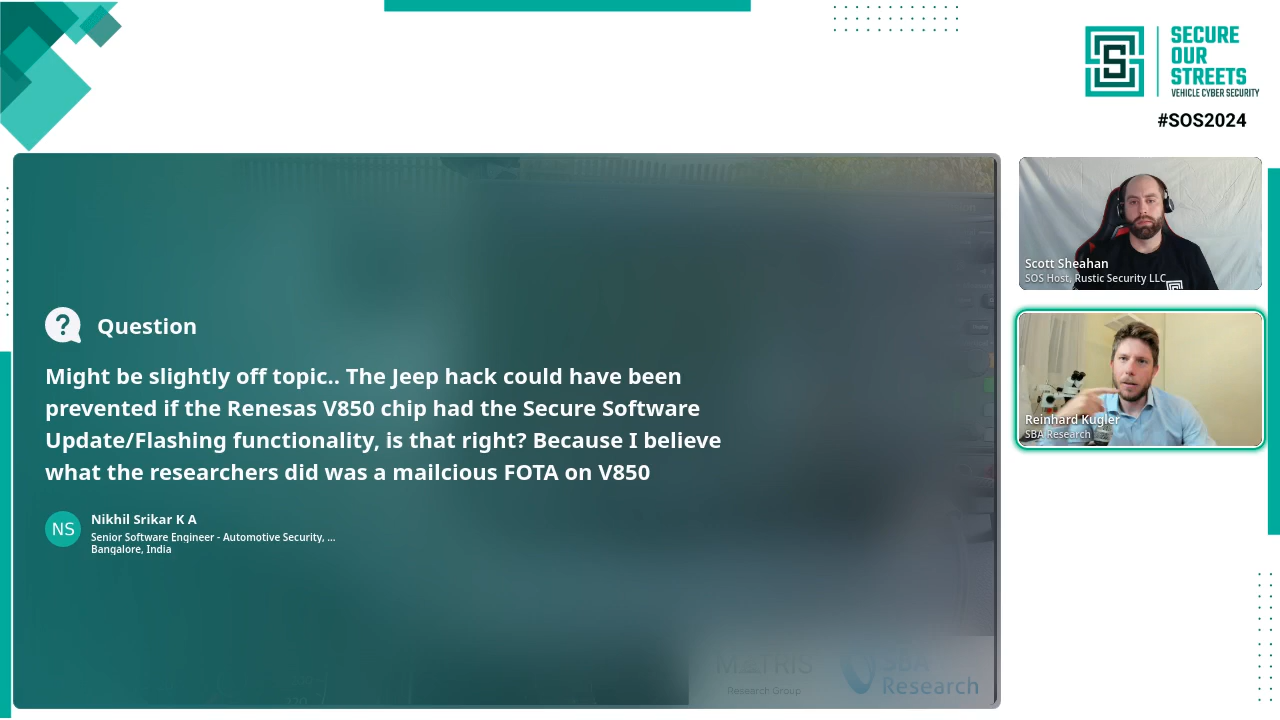 SECURE
OUR
STREETS
VEHICLE CYBER SECURITY
#SOS2024
Question
Might be slightly off topic.. The Jeep hack could have been
prevented if the Renesas V850 chip had the Secure Software
Update/Flashing functionality, is that right? Because I believe
what the researchers did was a mailcious FOTA on V850
NS
Nikhil Srikar K A
Senior Software Engineer - Automotive Security, ...
Bangalore, India
Scott Sheahan
SOS Host, Rustic Security LLC
Reinhard Kugler
SBA Research
SBA
Research
Research Group